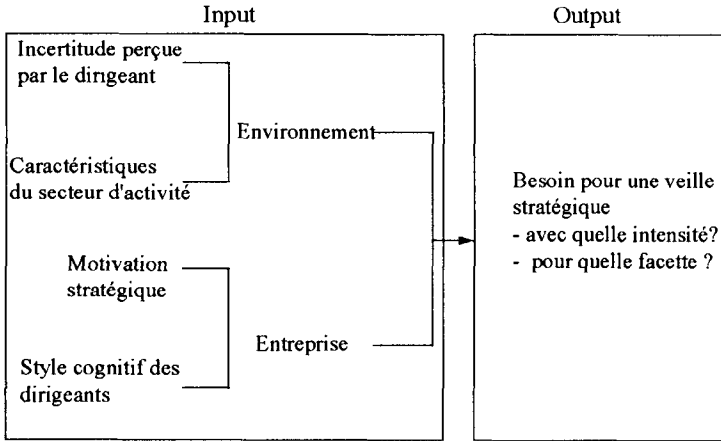 Input
Output
Incertitude perçue
par le dirigeant
Environnement
Caractéristiques
du secteur d'activité
Motivation
stratégique
Entreprise
Style cognitif des
dirigeants
Besoin pour une veille
stratégique
- avec quelle intensité?
- pour quelle facette ?